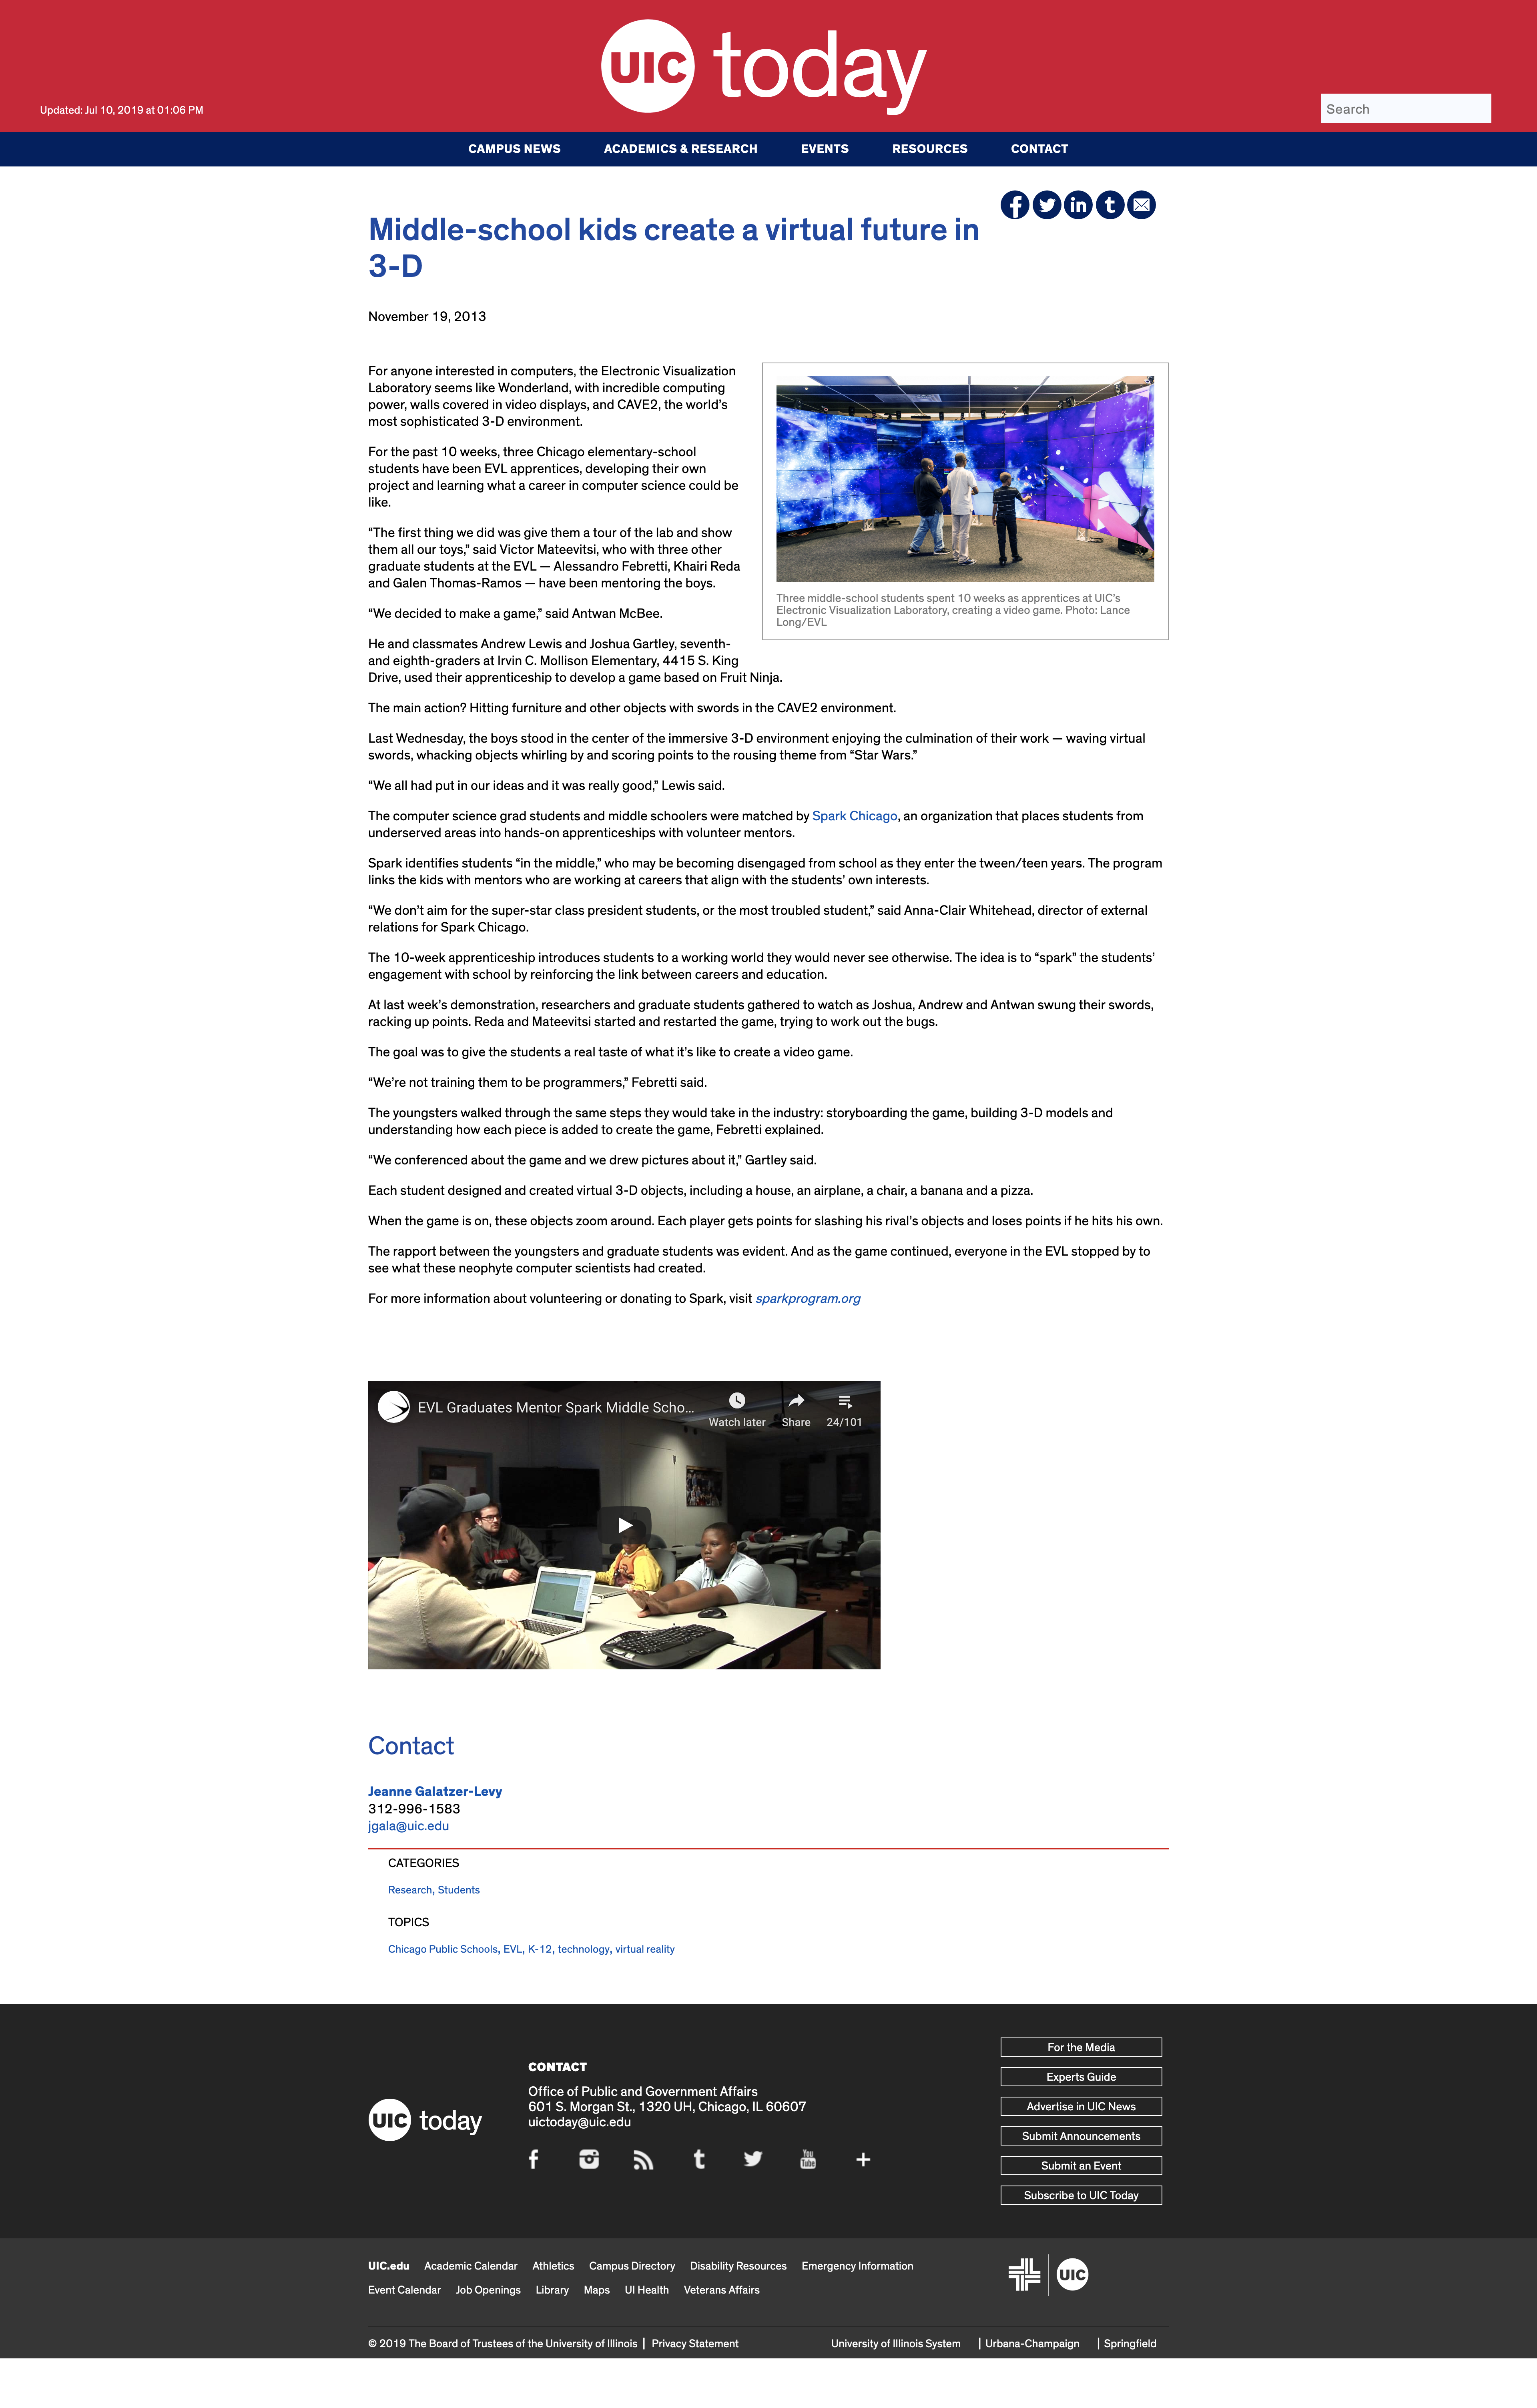 UIC today
Updated: Jul 10, 2019 at 01:06 PM
Search
CAMPUS NEWS ACADEMICS & RESEARCH EVENTS RESOURCES CONTACT
Middle-school kids create a virtual future in
3-D
November 19, 2013
For anyone interested in computers, the Electronic Visualization
Laboratory seems like Wonderland, with incredible computing
power, walls covered in video displays, and CAVE2, the world’s
most sophisticated 3-D environment.
For the past 10 weeks, three Chicago elementary-school
students have been EVL apprentices, developing their own
project and learning what a career in computer science could be
like.
“The first thing we did was give them a tour of the lab and show
them all our toys,” said Victor Mateevitsi, who with three other
graduate students at the EVL — Alessandro Febretti, Khairi Reda
and Galen Thomas-Ramos — have been mentoring the boys.
“We decided to make a game,” said Antwan McBee.
Three middle-school students spent 10 weeks as apprentices at UIC’s
Electronic Visualization Laboratory, creating a video game. Photo: Lance
Long/EVL
He and classmates Andrew Lewis and Joshua Gartley, seventh-
and eighth-graders at Irvin C. Mollison Elementary, 4415 S. King
Drive, used their apprenticeship to develop a game based on Fruit Ninja.
The main action? Hitting furniture and other objects with swords in the CAVE2 environment.
Last Wednesday, the boys stood in the center of the immersive 3-D environment enjoying the culmination of their work — waving virtual
swords, whacking objects whirling by and scoring points to the rousing theme from “Star Wars.”
“We all had put in our ideas and it was really good,” Lewis said.
The computer science grad students and middle schoolers were matched by Spark Chicago, an organization that places students from
underserved areas into hands-on apprenticeships with volunteer mentors.
Spark identifies students “in the middle,” who may be becoming disengaged from school as they enter the tween/teen years. The program
links the kids with mentors who are working at careers that align with the students’ own interests.
“We don’t aim for the super-star class president students, or the most troubled student,” said Anna-Clair Whitehead, director of external
relations for Spark Chicago.
The 10-week apprenticeship introduces students to a working world they would never see otherwise. The idea is to “spark” the students’
engagement with school by reinforcing the link between careers and education.
At last week’s demonstration, researchers and graduate students gathered to watch as Joshua, Andrew and Antwan swung their swords,
racking up points. Reda and Mateevitsi started and restarted the game, trying to work out the bugs.
The goal was to give the students a real taste of what it’s like to create a video game.
“We’re not training them to be programmers,” Febretti said.
The youngsters walked through the same steps they would take in the industry: storyboarding the game, building 3-D models and
understanding how each piece is added to create the game, Febretti explained.
“We conferenced about the game and we drew pictures about it,” Gartley said.
Each student designed and created virtual 3-D objects, including a house, an airplane, a chair, a banana and a pizza.
When the game is on, these objects zoom around. Each player gets points for slashing his rival’s objects and loses points if he hits his own.
The rapport between the youngsters and graduate students was evident. And as the game continued, everyone in the EVL stopped by to
see what these neophyte computer scientists had created.
For more information about volunteering or donating to Spark, visit sparkprogram.org
EVL Graduates Mentor Spark Middle Scho...
Watch later Share 24/101
Contact
Jeanne Galatzer-Levy
312-996-1583
jgala@uic.edu
CATEGORIES
Research, Students
TOPICS
Chicago Public Schools, EVL, K-12, technology, virtual reality
UIC today
CONTACT
Office of Public and Government Affairs
601 S. Morgan St., 1320 UH, Chicago, IL 60607
uictoday@uic.edu
You Tube
For the Media
Experts Guide
Advertise in UIC News
Submit Announcements
Submit an Event
Subscribe to UIC Today
UIC.edu Academic Calendar Athletics Campus Directory Disability Resources Emergency Information
Event Calendar Job Openings Library Maps UI Health Veterans Affairs
UIC
© 2019 The Board of Trustees of the University of Illinois | Privacy Statement
University of Illinois System | Urbana-Champaign | Springfield